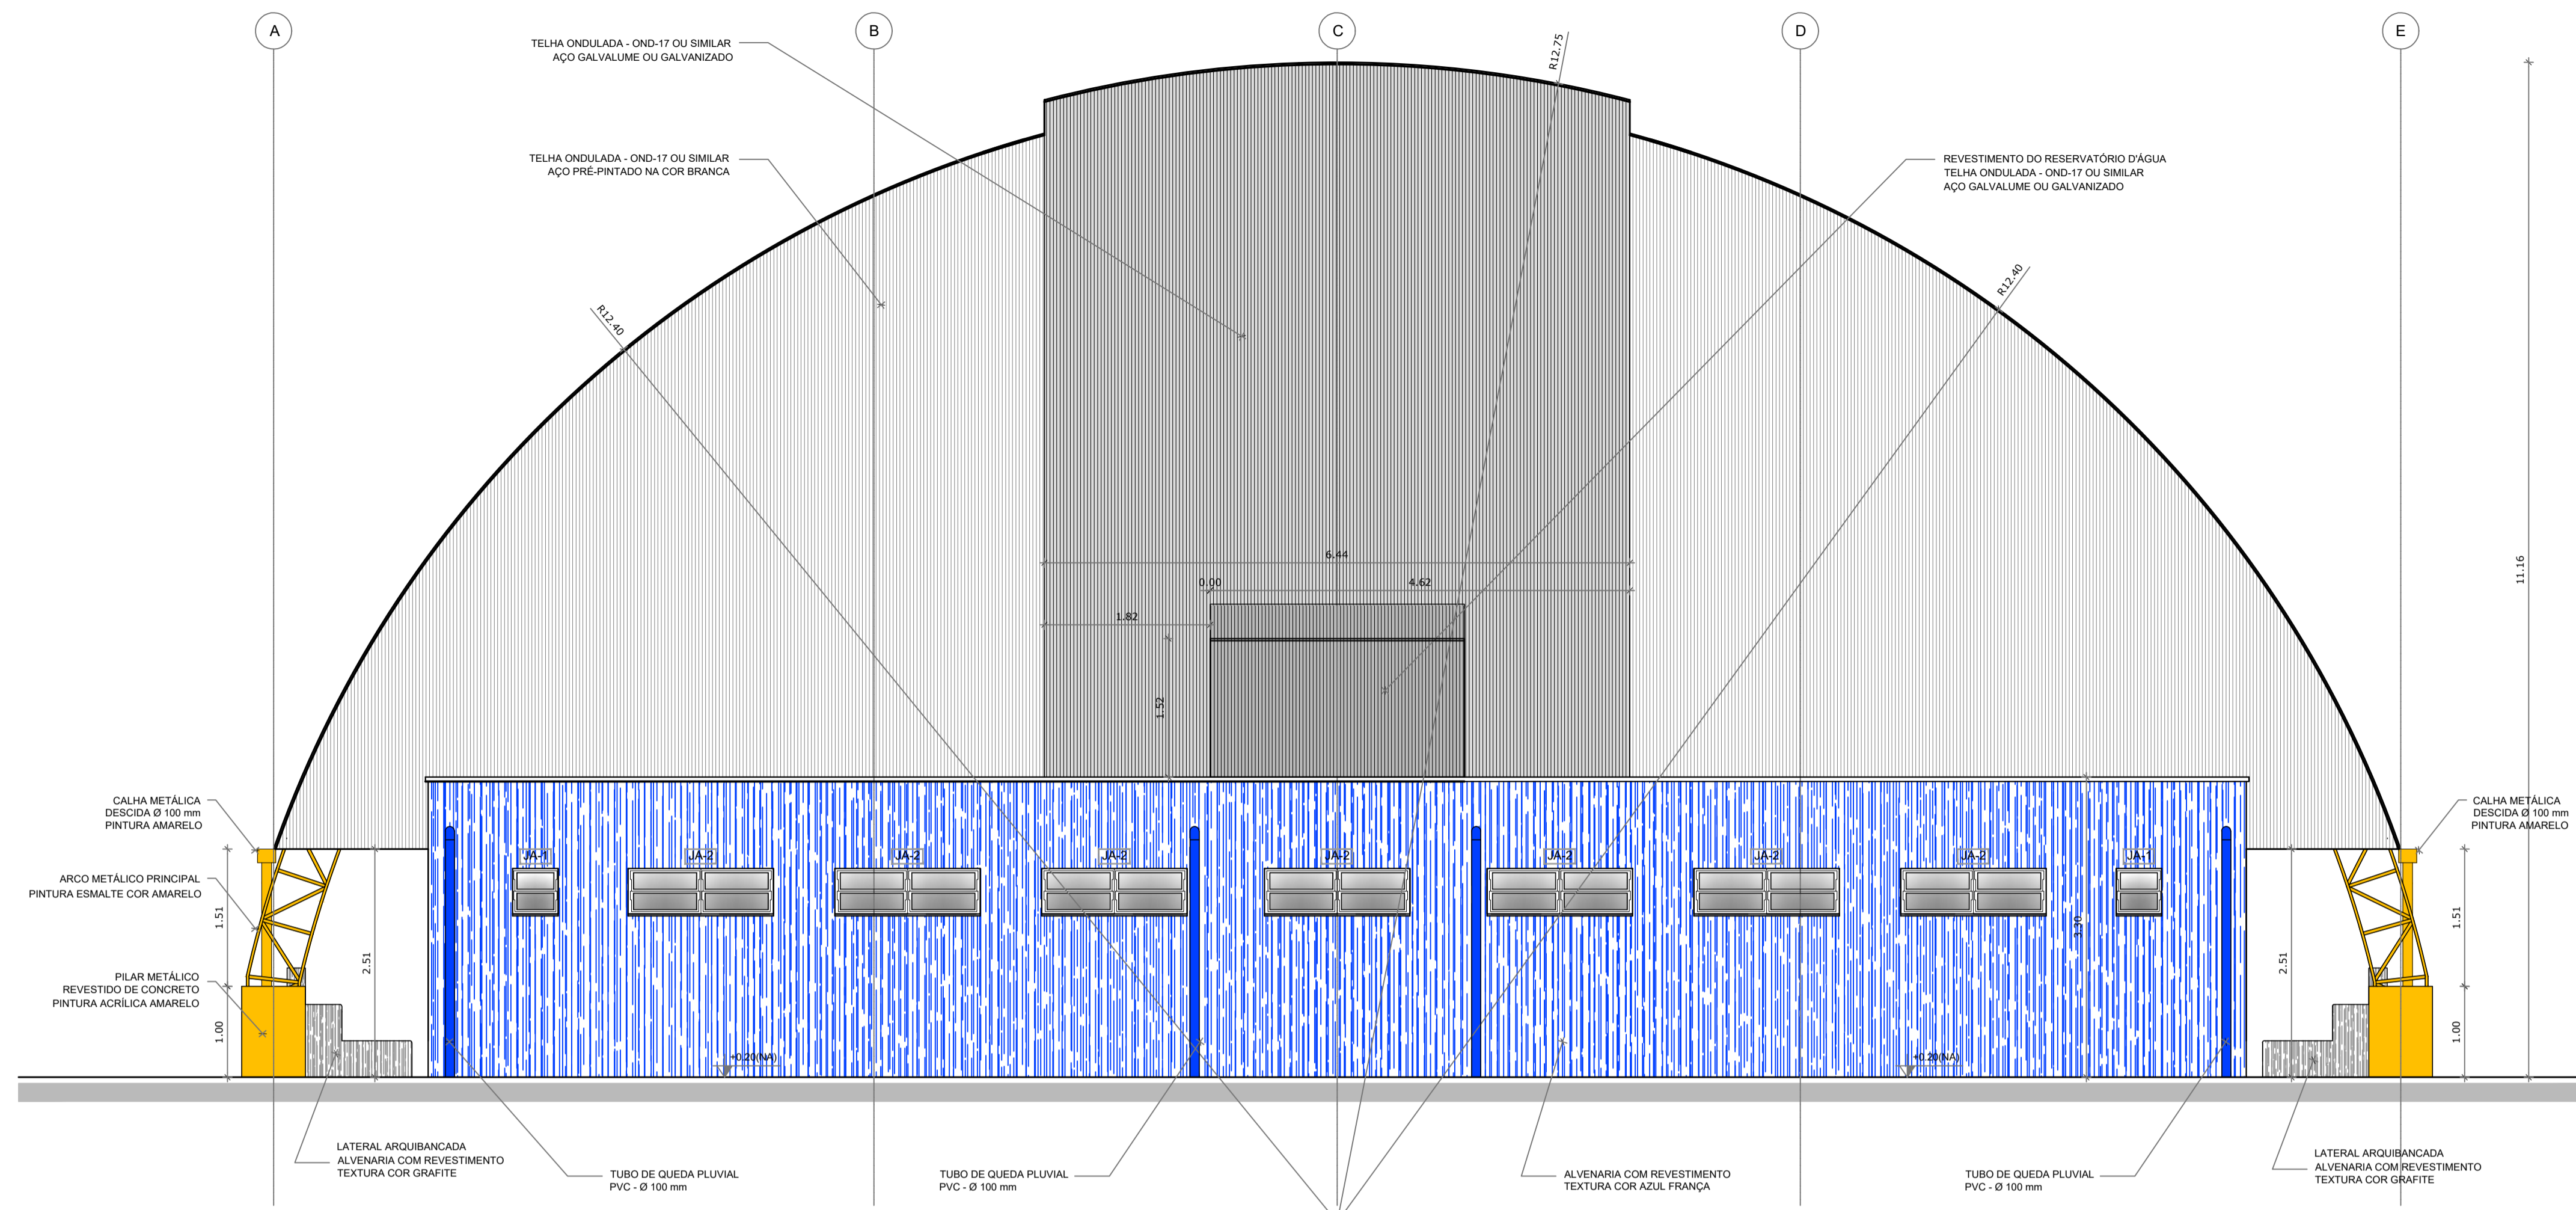 A
B
C
D
E
TELHA ONDULADA - OND-17 OU SIMILAR
AÇO GALVALUME OU GALVANIZADO
R12.75
TELHA ONDULADA - OND-17 OU SIMILAR
AÇO PRÉ-PINTADO NA COR BRANCA
REVESTIMENTO DO RESERVATÓRIO D'ÁGUA
TELHA ONDULADA - OND-17 OU SIMILAR
AÇO GALVALUME OU GALVANIZADO
R12.40
R12.40
11.16
6.44
0.00
4.62
1.82
1.52
CALHA METÁLICA
DESCIDA Ø 100 mm
PINTURA AMARELO
CALHA METÁLICA
DESCIDA Ø 100 mm
PINTURA AMARELO
JA-1
JA-2
JA-2
JA-2
JA-2
JA-2
JA-2
JA-2
JA-1
ARCO METÁLICO PRINCIPAL
PINTURA ESMALTE COR AMARELO
1.51
2.51
3.30
2.51
1.51
PILAR METÁLICO
REVESTIDO DE CONCRETO
PINTURA ACRÍLICA AMARELO
1.00
1.00
+0.20(NA)
+0.20(NA)
LATERAL ARQUIBANCADA
ALVENARIA COM REVESTIMENTO
TEXTURA COR GRAFITE
TUBO DE QUEDA PLUVIAL
PVC - Ø 100 mm
TUBO DE QUEDA PLUVIAL
PVC - Ø 100 mm
ALVENARIA COM REVESTIMENTO
TEXTURA COR AZUL FRANÇA
TUBO DE QUEDA PLUVIAL
PVC - Ø 100 mm
LATERAL ARQUIBANCADA
ALVENARIA COM REVESTIMENTO
TEXTURA COR GRAFITE